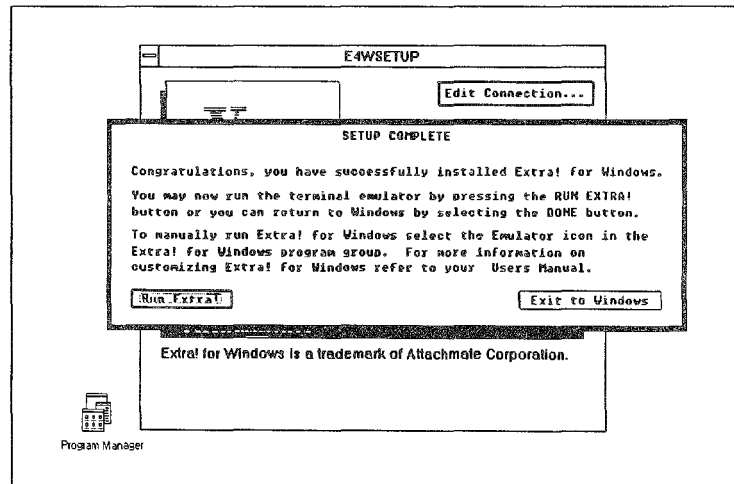 E4WSETUP
Edit Connection...
SETUP COMPLETE
Congratulations, you have successfully installed Extra! for Windows.
You may now run the terminal emulator by pressing the RUN EXTRA!
button or you can return to Windows by selecting the DONE button.
To manually run Extra! for Windows select the Emulator icon in the
Extra! for Windows program group.  For more information on
customizing Extra! for Windows refer to your  Users Manual.
Run Extra!
Exit to Windows
Extra! for Windows is a trademark of Attachmate Corporation.
Program Manager